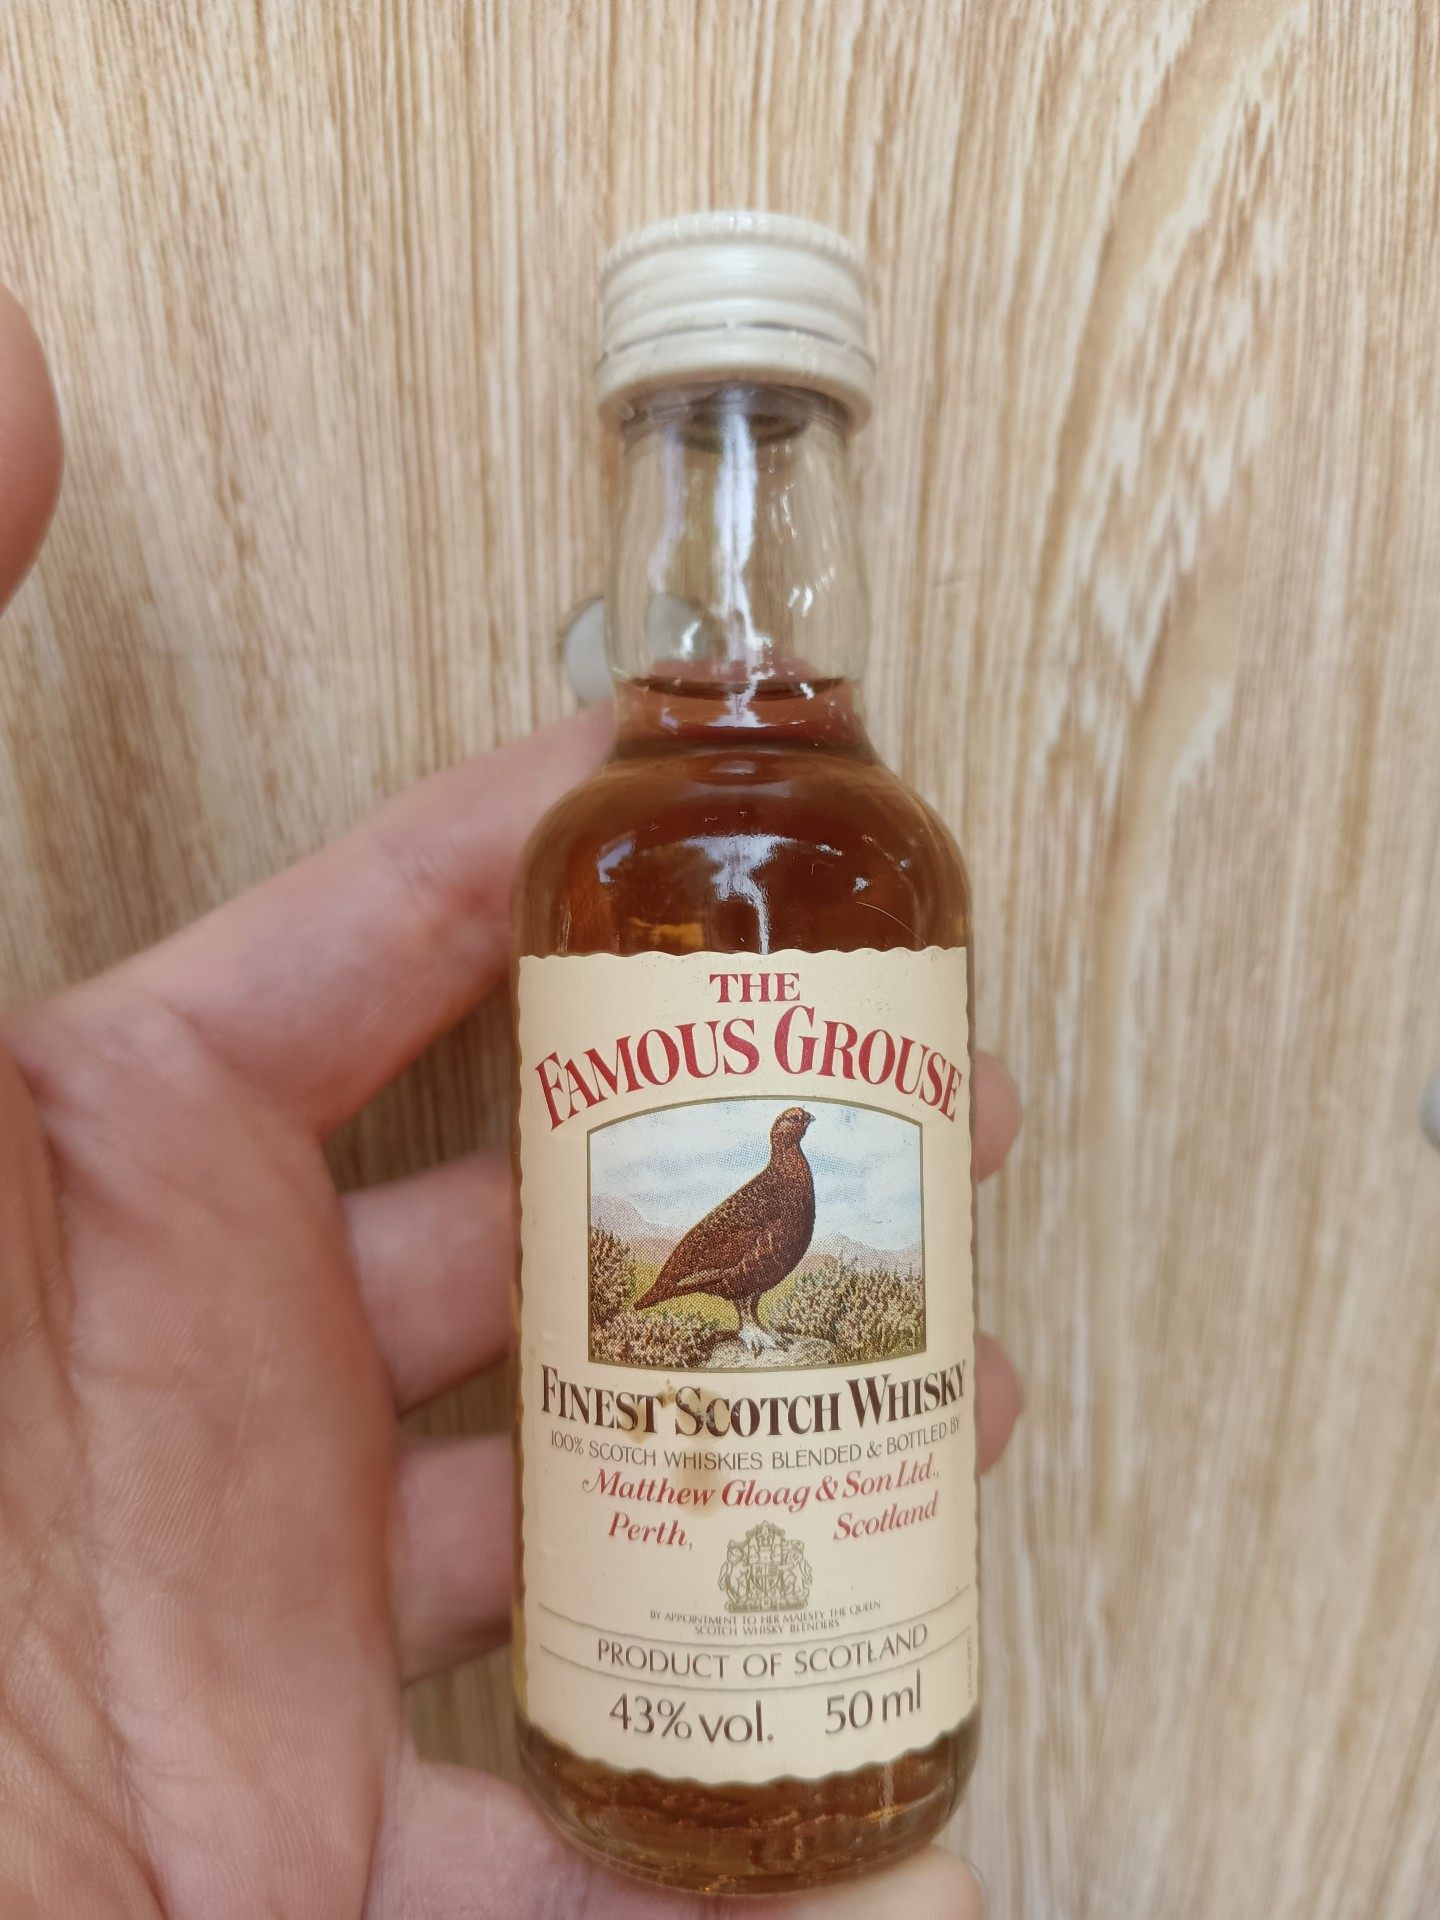 THE
FAMOUS GROUSE
FINEST SCOTCH WHISKY
100% SCOTCH WHISKIES BLENDED & BOTTLED BY
Matthew Gloag & Son Ltd.,
Perth, Scotland
BY APPOINTMENT TO HER MAJESTY THE QUEEN
SCOTCH WHISKY BLENDERS
PRODUCT OF SCOTLAND
43% vol. 50 ml